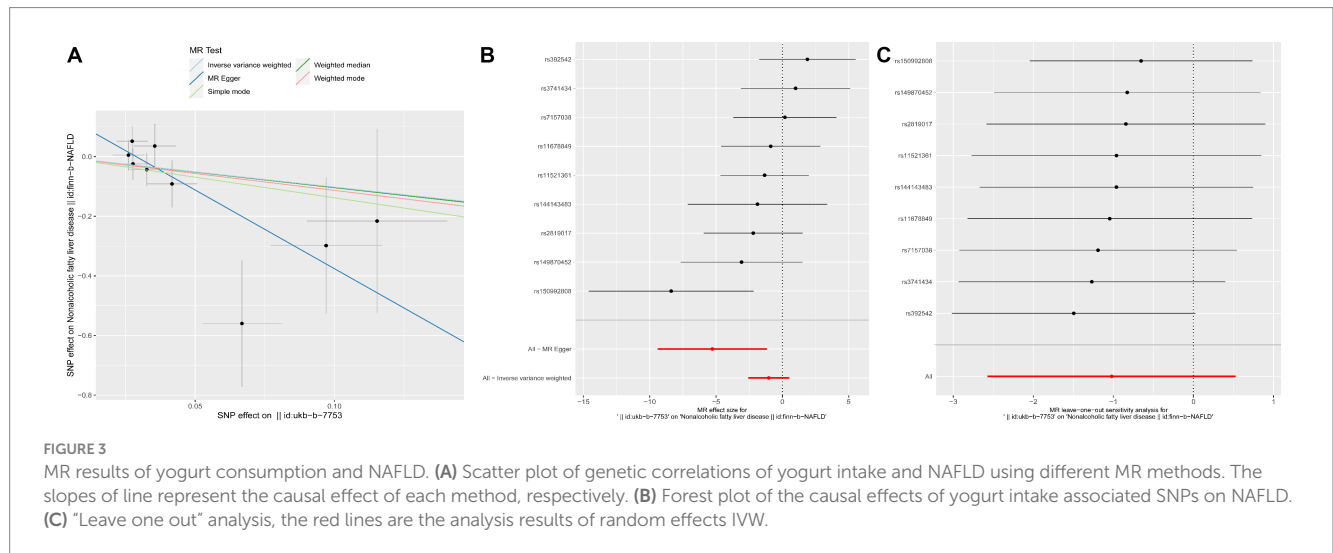 A
MR Test
Inverse variance weighted
Weighted median
MR Egger
Weighted mode
Simple mode
SNP effect on Nonalcoholic fatty liver disease || id:finn-b-NAFLD
0.0
−0.2
−0.4
−0.6
−0.8
0.05
0.10
SNP effect on || id:ukb-b-7753
B
rs392542
rs3741434
rs7157038
rs11678849
rs11521361
rs144143483
rs2819017
rs149870452
rs150992808
All − MR Egger
All − Inverse variance weighted
−15
−10
−5
0
5
MR effect size for
' || id:ukb-b-7753' on 'Nonalcoholic fatty liver disease || id:finn-b-NAFLD'
C
rs150992808
rs149870452
rs2819017
rs11521361
rs144143483
rs11678849
rs7157038
rs3741434
rs392542
All
−3
−2
−1
0
1
MR leave-one-out sensitivity analysis for
' || id:ukb-b-7753' on 'Nonalcoholic fatty liver disease || id:finn-b-NAFLD'
FIGURE 3
MR results of yogurt consumption and NAFLD. (A) Scatter plot of genetic correlations of yogurt intake and NAFLD using different MR methods. The
slopes of line represent the causal effect of each method, respectively. (B) Forest plot of the causal effects of yogurt intake associated SNPs on NAFLD.
(C) "Leave one out" analysis, the red lines are the analysis results of random effects IVW.